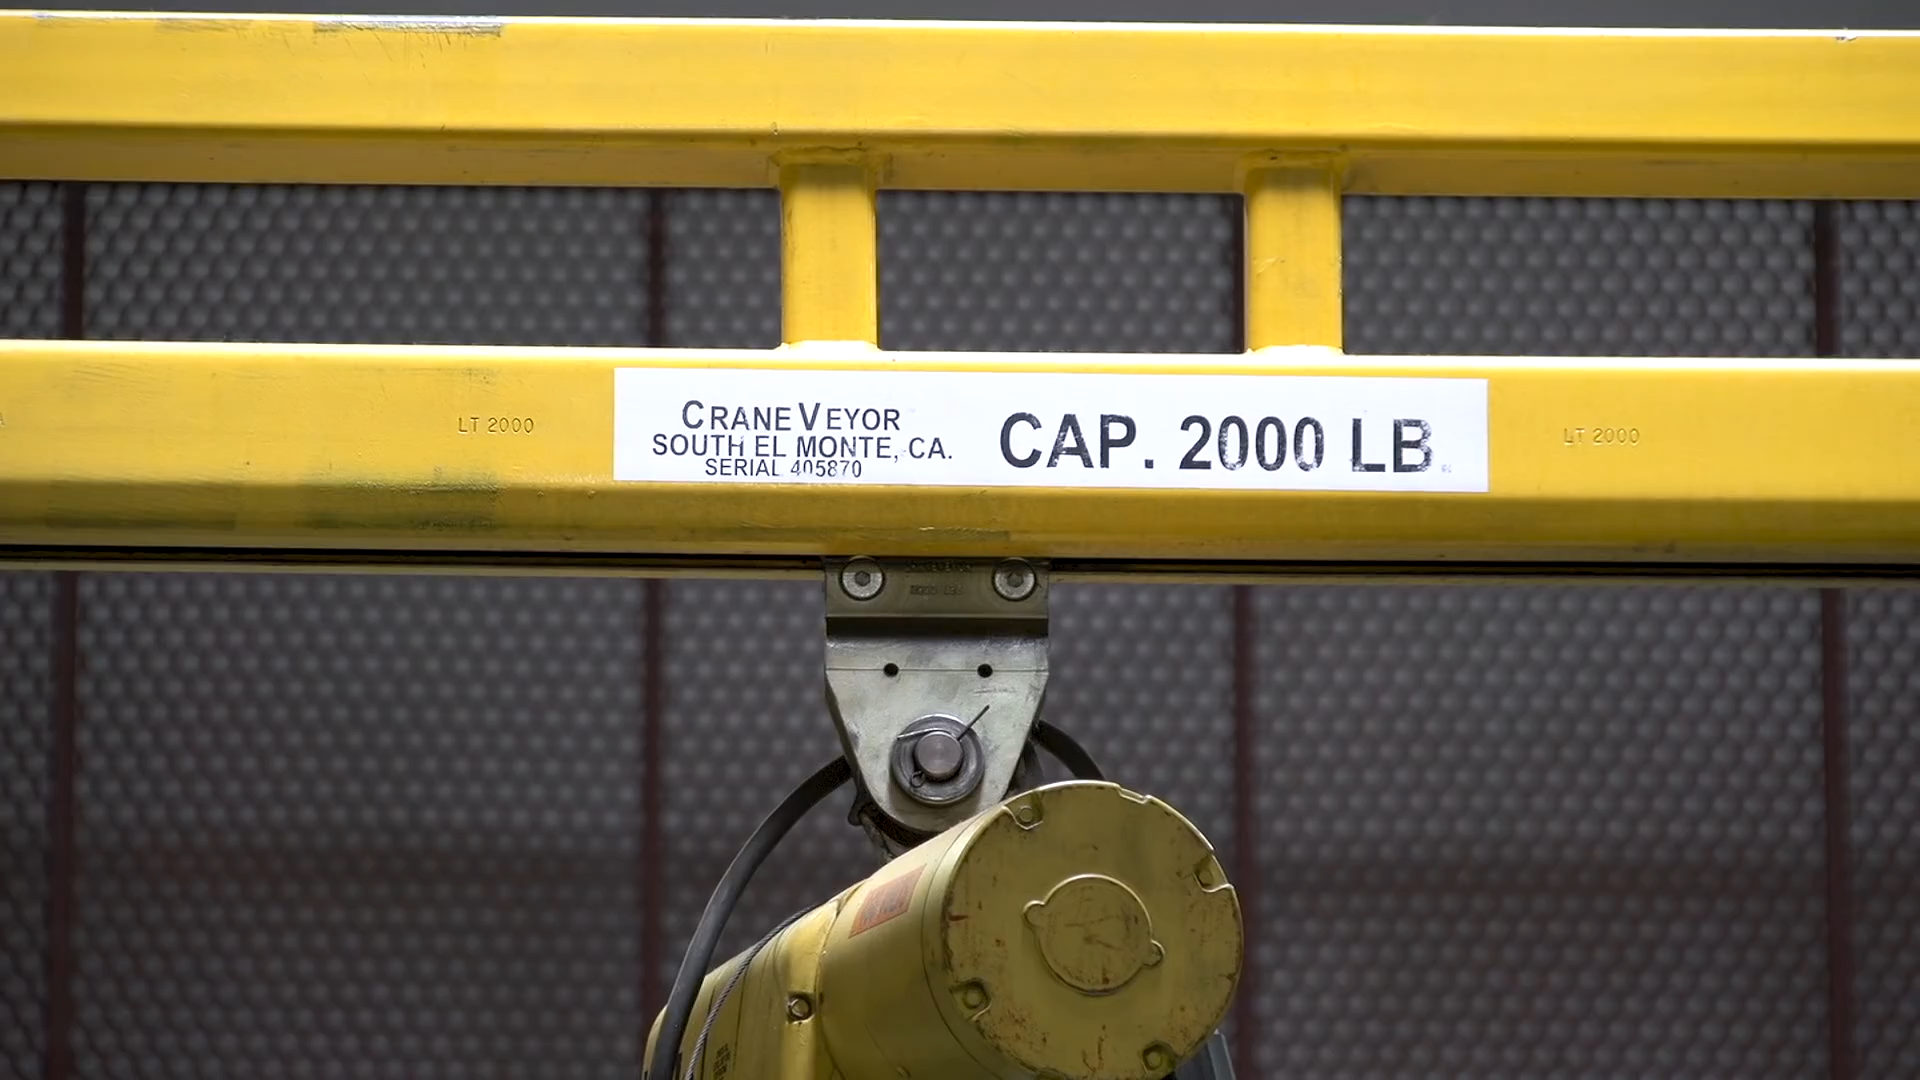 CRANEVEYOR
SOUTH EL MONTE, CA.
SERIAL 405870
CAP. 2000 LB.
LT 2000
LT 2000